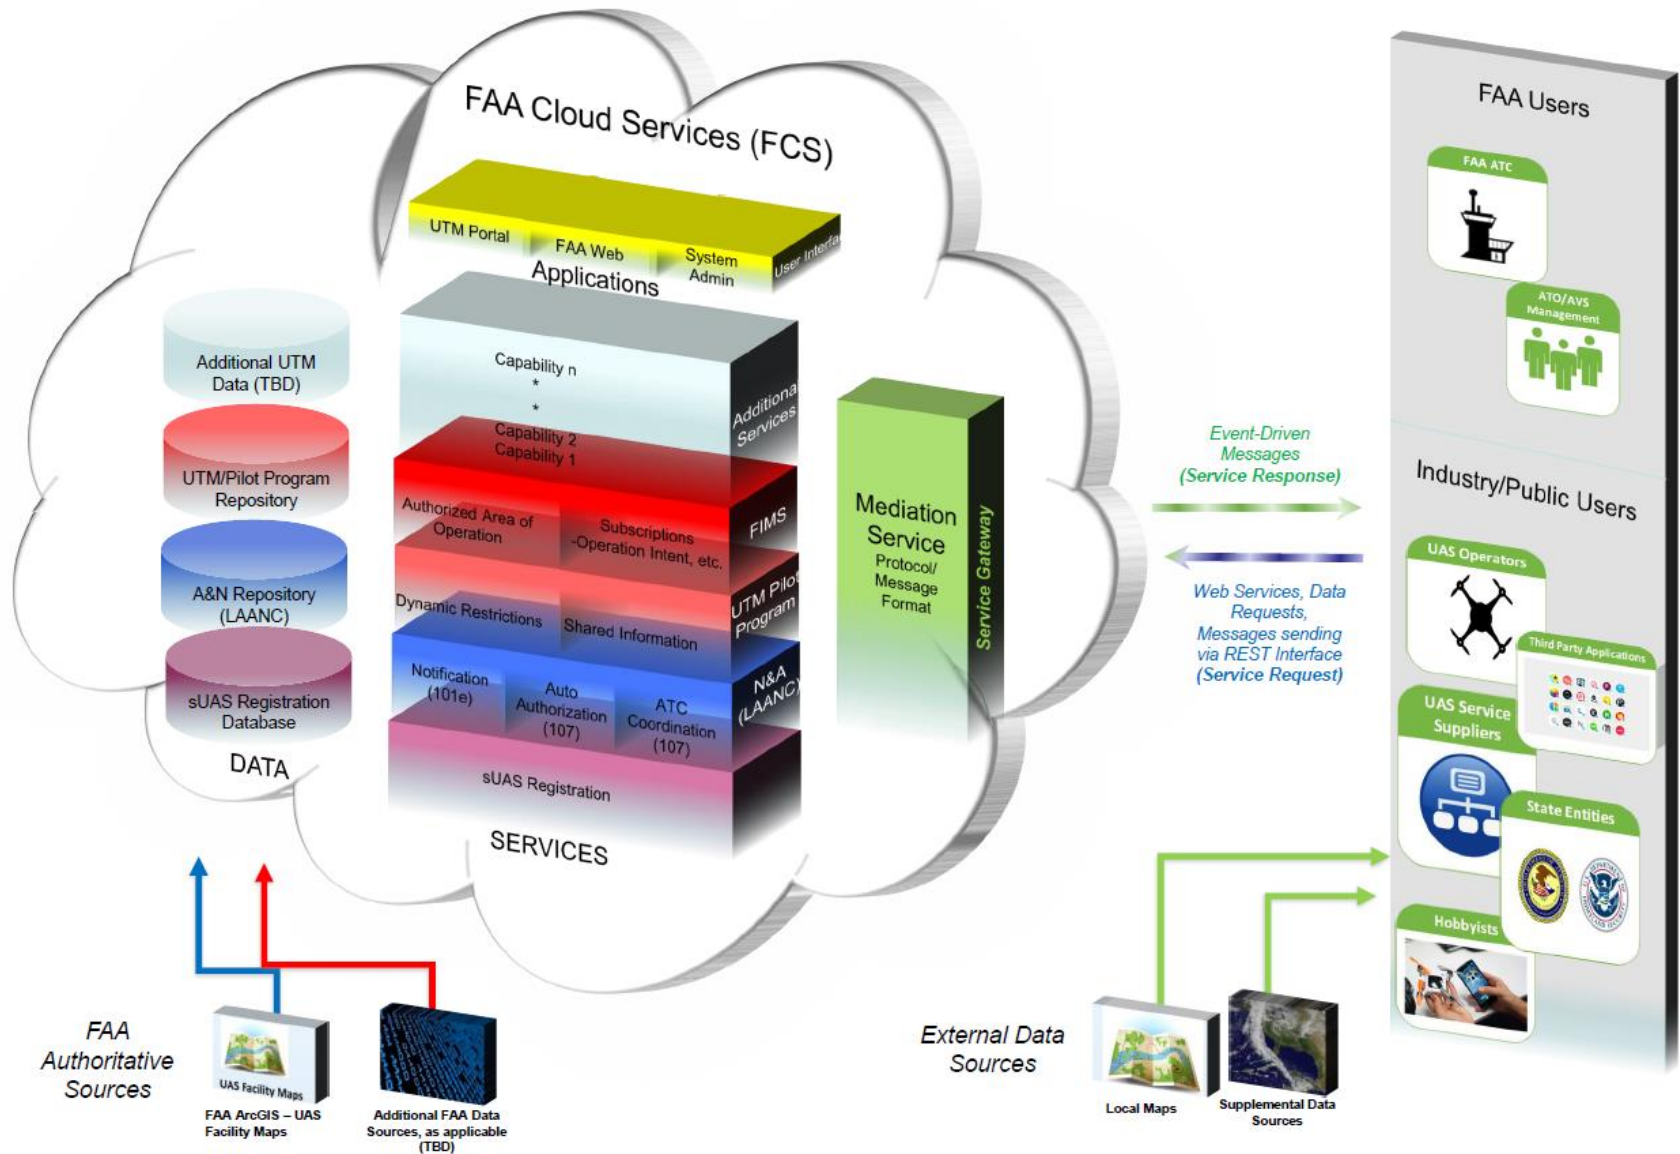 FAA Cloud Services (FCS)
UTM Portal
FAA Web
System
Admin
User Interfa
Applications
Additional UTM
Data (TBD)
UTM/Pilot Program
Repository
A&N Repository
(LAANC)
sUAS Registration
Database
DATA
Capability n
*
*
Capability 2
Capability 1
Additional
Services
Authorized Area of
Operation
Subscriptions
-Operation Intent, etc.
FIMS
Dynamic Restrictions
Shared Information
UTM Pilot
Program
Notification
(101e)
Auto
Authorization
(107)
ATC
Coordination
(107)
N&A
(LAANC)
sUAS Registration
SERVICES
Mediation
Service
Protocol/
Message
Format
Service Gateway
Event-Driven
Messages
(Service Response)
Web Services, Data
Requests,
Messages sending
via REST Interface
(Service Request)
FAA Users
FAA ATC
ATO/AVS
Management
Industry/Public Users
UAS Operators
Third Party Applications
UAS Service
Suppliers
State Entities
Hobbyists
FAA
Authoritative
Sources
UAS Facility Maps
FAA ArcGIS – UAS
Facility Maps
Additional FAA Data
Sources, as applicable
(TBD)
External Data
Sources
Local Maps
Supplemental Data
Sources